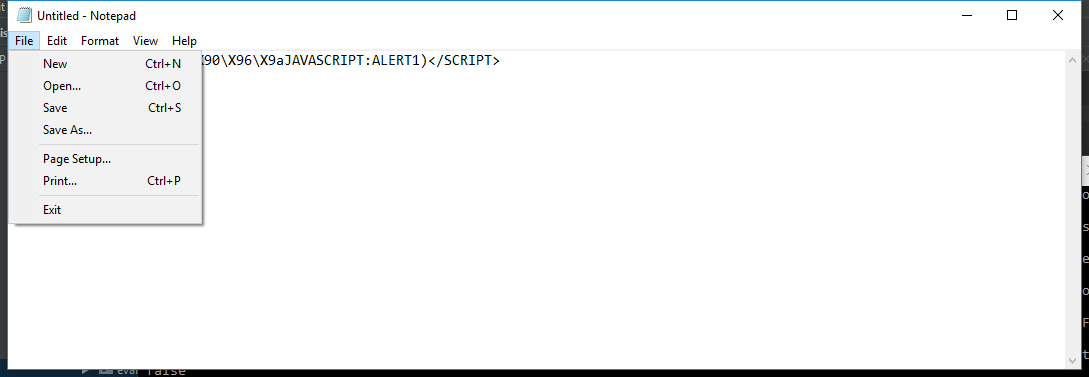 Untitled - Notepad
File Edit Format View Help
90\X96\X9aJAVASCRIPT:ALERT1)</SCRIPT>
New Ctrl+N
Open... Ctrl+O
Save Ctrl+S
Save As...
Page Setup...
Print... Ctrl+P
Exit
false